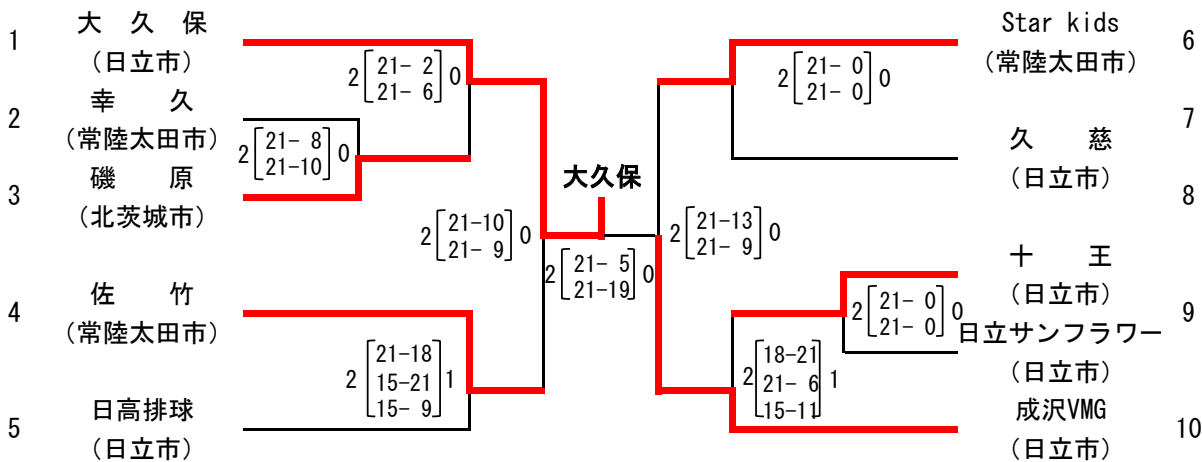 1
大 久 保
(日立市)
2
幸 久
(常陸太田市)
3
磯 原
(北茨城市)
4
佐 竹
(常陸太田市)
5
日高排球
(日立市)
2 [21- 2 21- 6] 0
2 [21- 8 21-10] 0
2 [21-10 21- 9] 0
2 [21-18 15-21 15- 9] 1
大久保
2 [21- 5 21-19] 0
2 [21- 0 21- 0] 0
2 [21-13 21- 9] 0
2 [21- 0 21- 0] 0
2 [18-21 21- 6 15-11] 1
Star kids
(常陸太田市)
6
7
久 慈
(日立市)
8
十 王
(日立市)
9
日立サンフラワー
(日立市)
成沢VMG
(日立市)
10